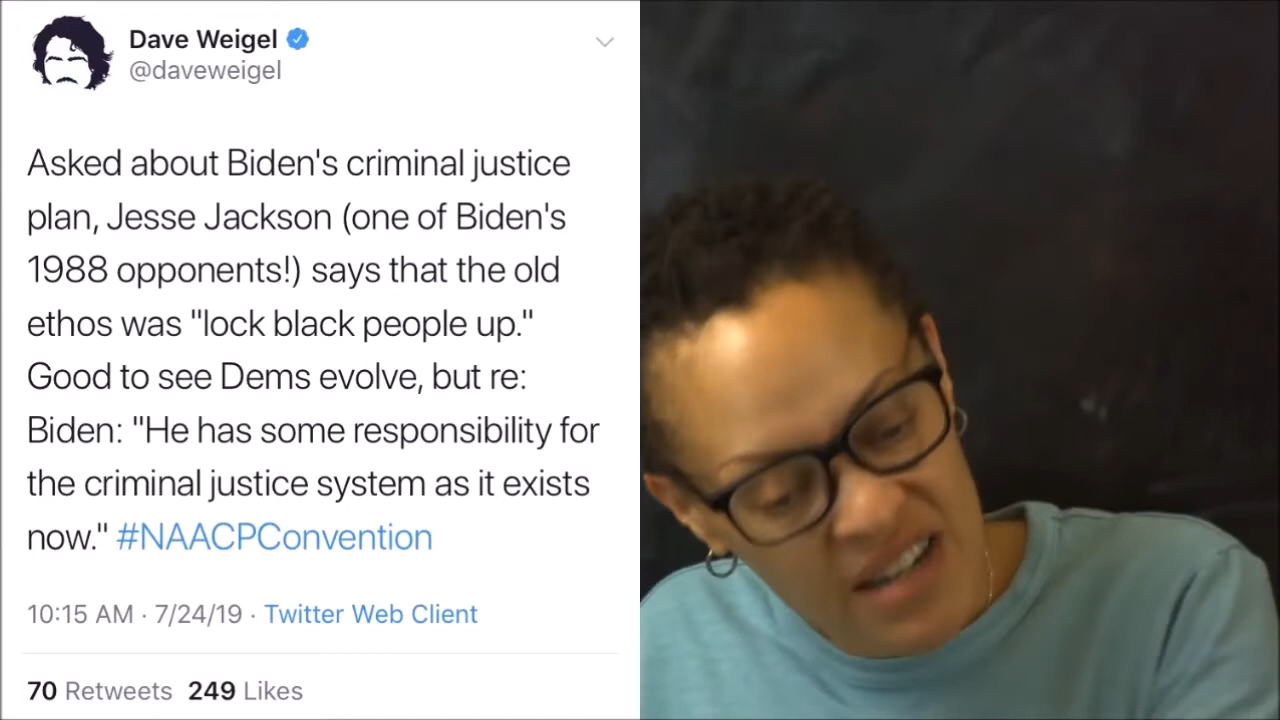 Dave Weigel
@daveweigel
Asked about Biden's criminal justice
plan, Jesse Jackson (one of Biden's
1988 opponents!) says that the old
ethos was "lock black people up."
Good to see Dems evolve, but re:
Biden: "He has some responsibility for
the criminal justice system as it exists
now." #NAACPConvention
10:15 AM · 7/24/19 · Twitter Web Client
70 Retweets 249 Likes